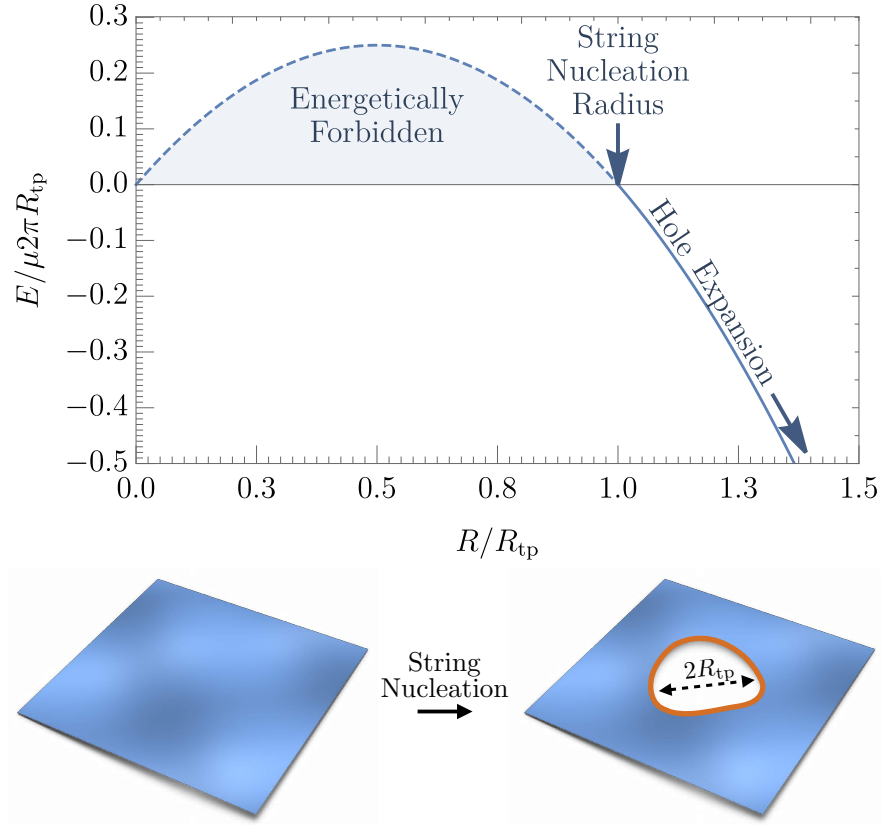 0.3
0.2
0.1
0.0
−0.1
−0.2
−0.3
−0.4
−0.5
E/μ2πR_tp
String
Nucleation
Radius
Energetically
Forbidden
Hole Expansion
0.0 0.3 0.5 0.8 1.0 1.3 1.5
R/R_tp
String
Nucleation
2R_tp